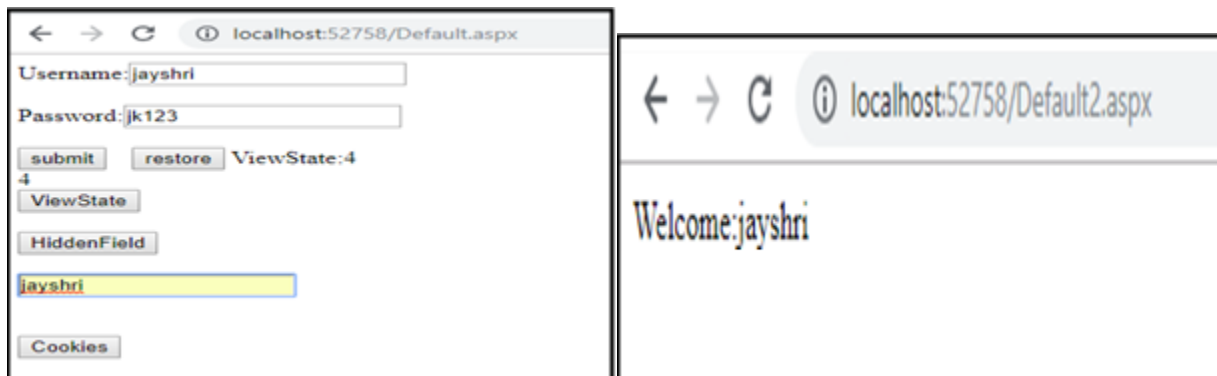 localhost:52758/Default.aspx
Username:jayshri
Password:jk123
submit restore ViewState:4
4
ViewState
HiddenField
jayshri
Cookies
localhost:52758/Default2.aspx
Welcome:jayshri